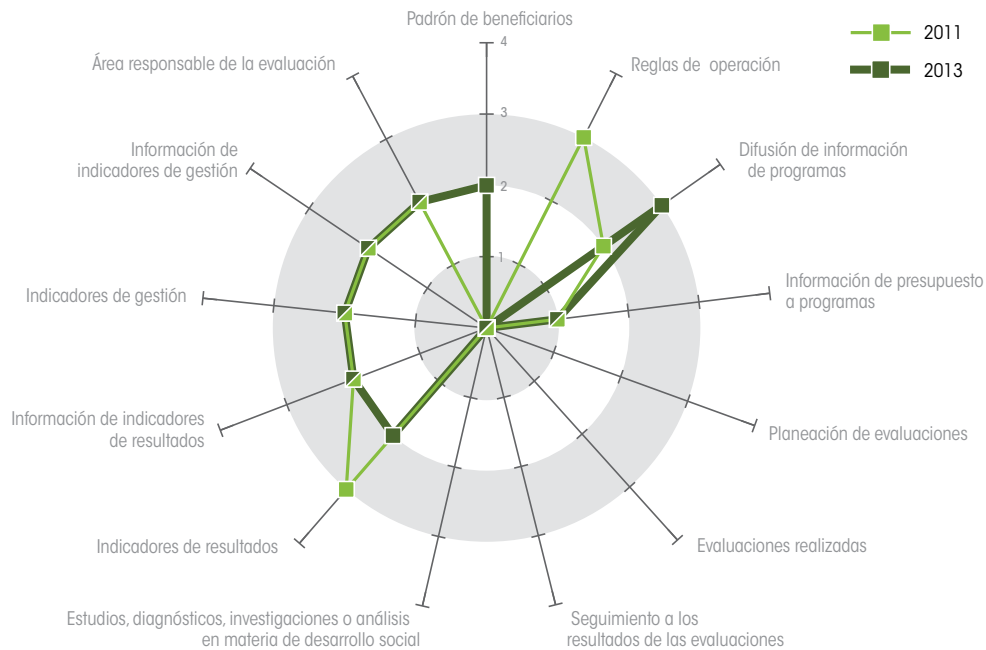 Padrón de beneficiarios
4
3
2
1
2011
2013
Reglas de operación
Difusión de información
de programas
Información de presupuesto
a programas
Planeación de evaluaciones
Evaluaciones realizadas
Seguimiento a los
resultados de las evaluaciones
Estudios, diagnósticos, investigaciones o análisis
en materia de desarrollo social
Indicadores de resultados
Información de indicadores
de resultados
Indicadores de gestión
Información de
indicadores de gestión
Área responsable de la evaluación